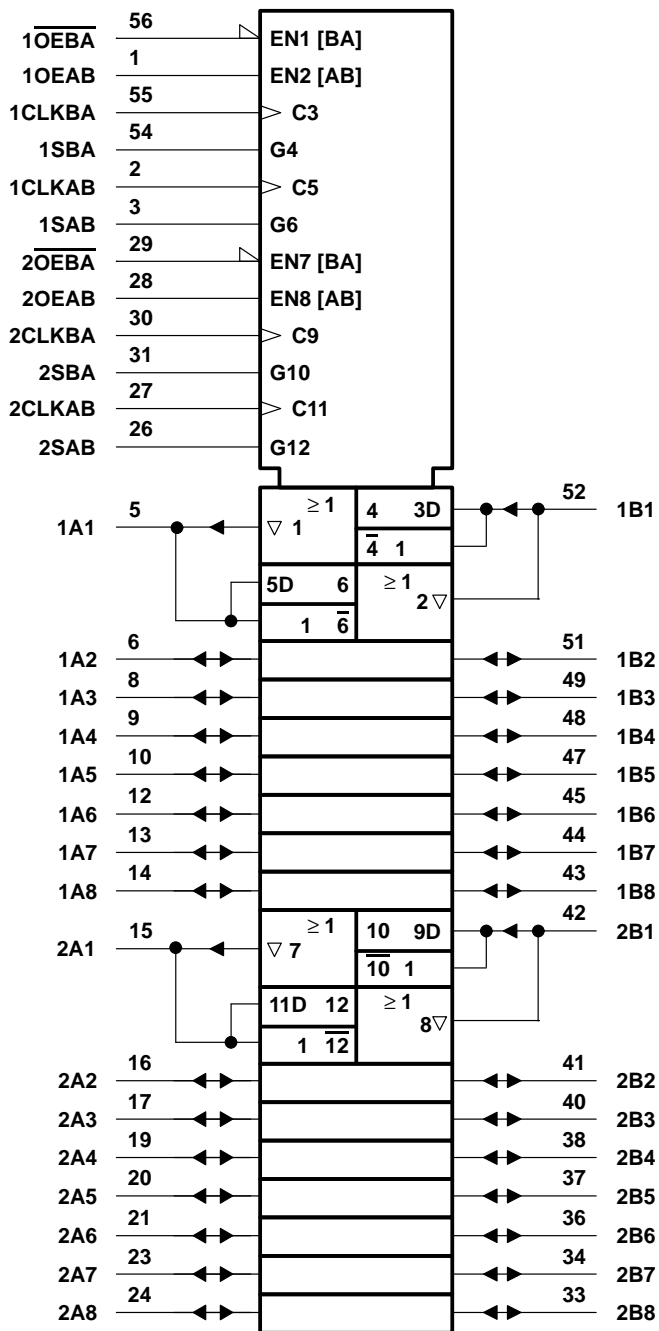 56
1O̅E̅B̅A̅ EN1 [BA]
1
1OEAB EN2 [AB]
55
1CLKBA C3
54
1SBA G4
2
1CLKAB C5
3
1SAB G6
29
2O̅E̅B̅A̅ EN7 [BA]
28
2OEAB EN8 [AB]
30
2CLKBA C9
31
2SBA G10
27
2CLKAB C11
26
2SAB G12
5 ≥ 1 4 3D 52
1A1 ▽ 1 1B1
4̅ 1
5D 6 ≥ 1
2 ▽
1 6̅
6 51
1A2 1B2
8 49
1A3 1B3
9 48
1A4 1B4
10 47
1A5 1B5
12 45
1A6 1B6
13 44
1A7 1B7
14 43
1A8 1B8
15 ≥ 1 10 9D 42
2A1 ▽ 7 2B1
1̅0̅ 1
11D 12 ≥ 1
8 ▽
1 1̅2̅
16 41
2A2 2B2
17 40
2A3 2B3
19 38
2A4 2B4
20 37
2A5 2B5
21 36
2A6 2B6
23 34
2A7 2B7
24 33
2A8 2B8